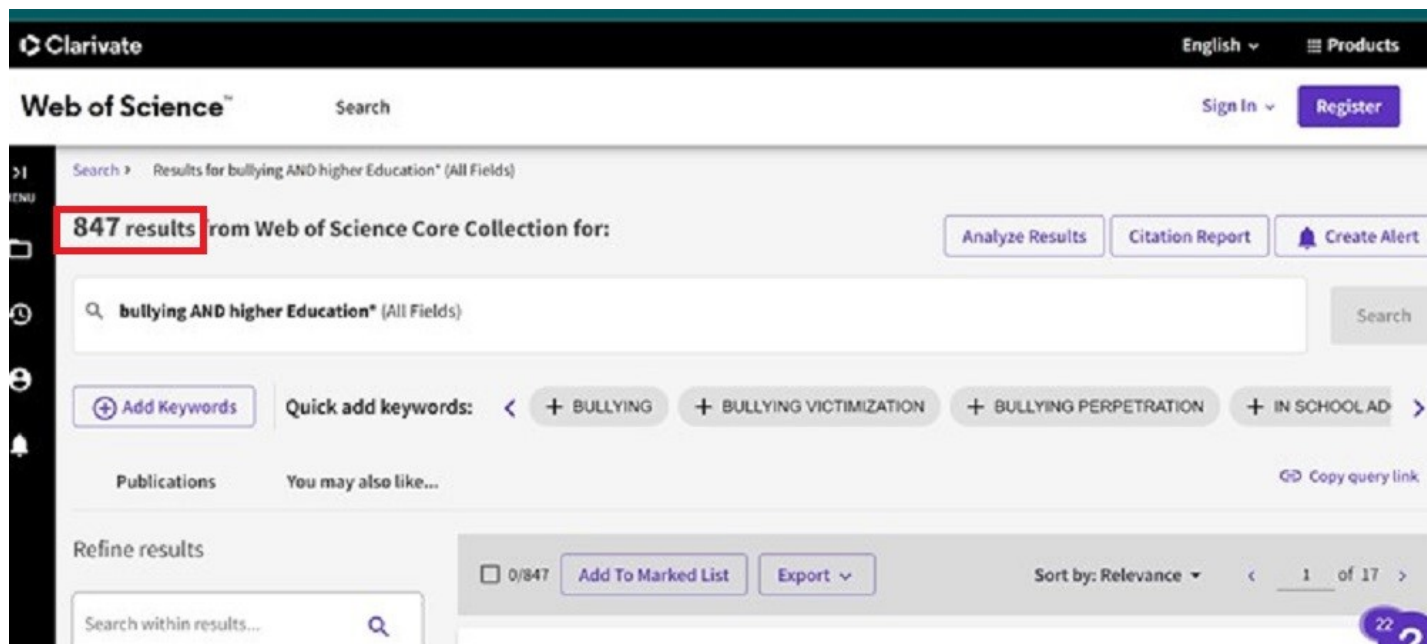 Clarivate English Products
Web of Science™ Search Sign In Register
MENU
Search > Results for bullying AND higher Education* (All Fields)
847 results from Web of Science Core Collection for:
Analyze Results Citation Report Create Alert
bullying AND higher Education* (All Fields) Search
Add Keywords Quick add keywords: + BULLYING + BULLYING VICTIMIZATION + BULLYING PERPETRATION + IN SCHOOL AD
Publications You may also like... Copy query link
Refine results
0/847 Add To Marked List Export Sort by: Relevance < 1 of 17 >
Search within results... 22